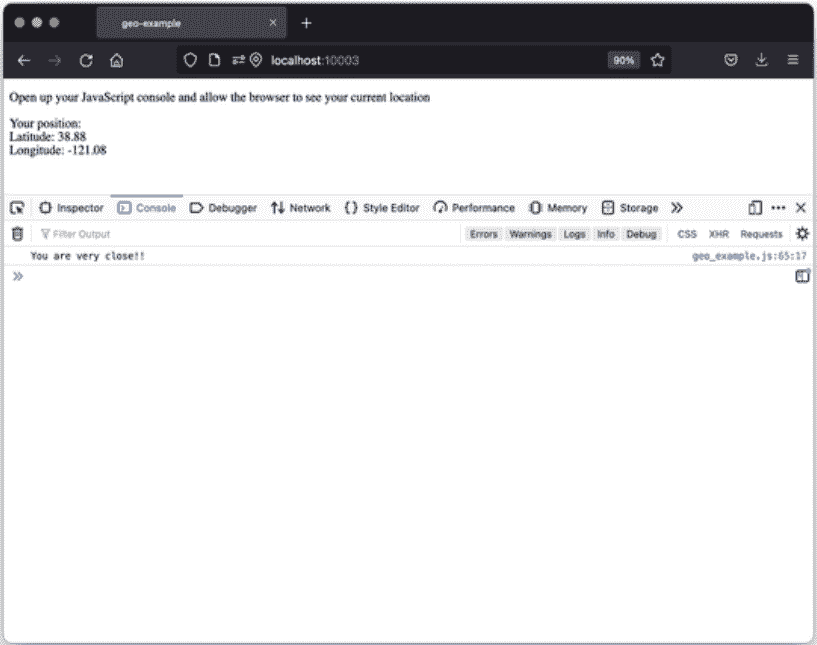 geo-example
localhost:10003
90%
Open up your JavaScript console and allow the browser to see your current location
Your position:
Latitude: 38.88
Longitude: -121.08
Inspector Console Debugger Network Style Editor Performance Memory Storage
Filter Output Errors Warnings Logs Info Debug CSS XHR Requests
You are very close!! geo_example.js:65:17